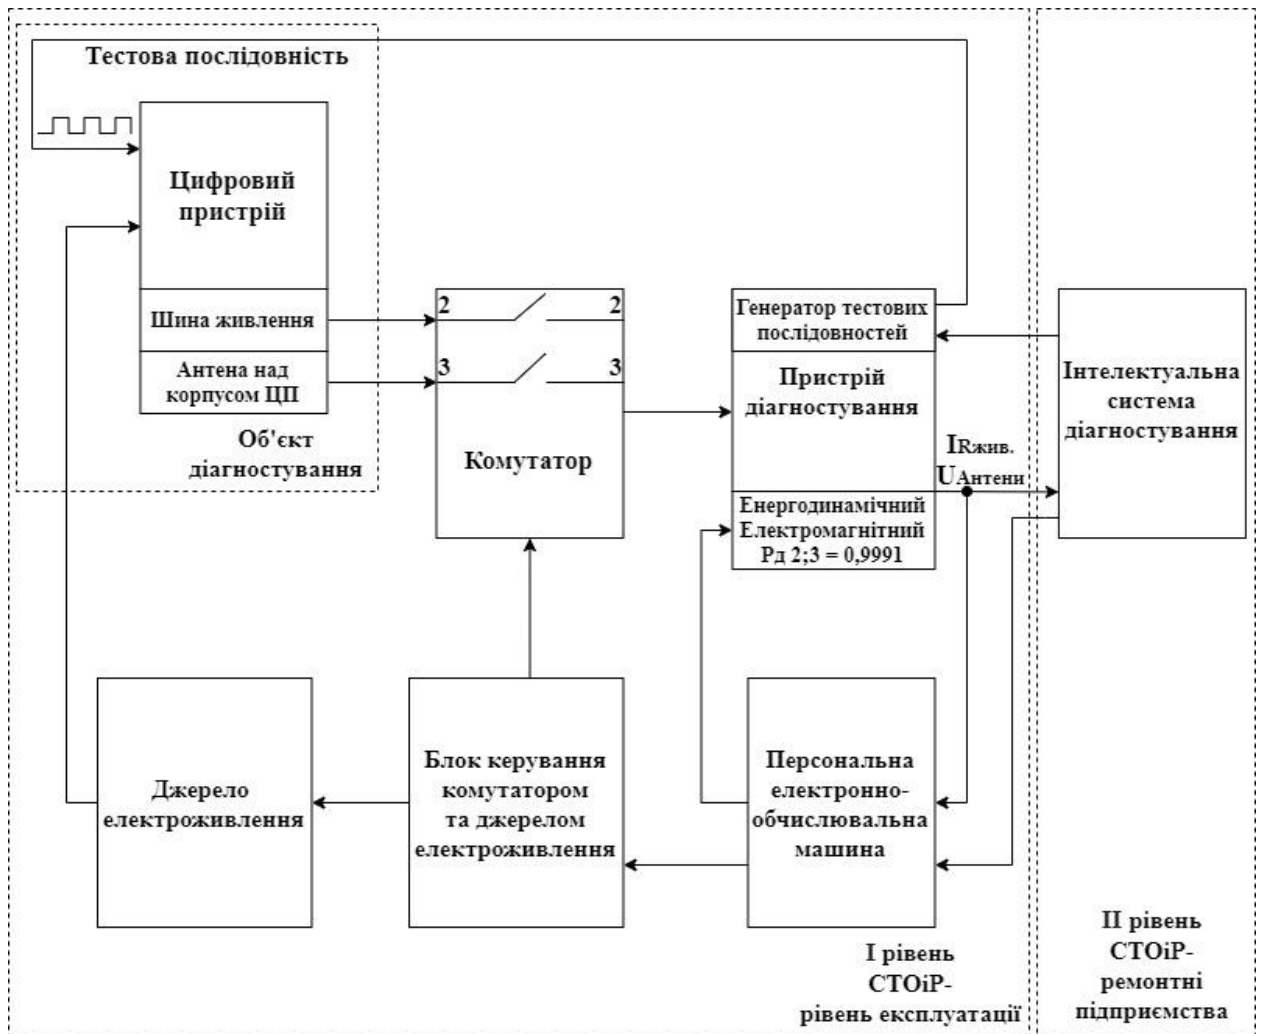 Тестова послідовність
Цифровий
пристрій
Шина живлення
Антена над
корпусом ЦП
Об'єкт
діагностування
2 2
3 3
Комутатор
Генератор тестових
послідовностей
Пристрій
діагностування
IRжив.
UАнтени
Енергодинамічний
Електромагнітний
Рд 2;3 = 0,9991
Інтелектуальна
система
діагностування
Джерело
електроживлення
Блок керування
комутатором
та джерелом
електроживлення
Персональна
електронно-
обчислювальна
машина
І рівень
СТОіР-
рівень експлуатації
ІІ рівень
СТОіР-
ремонтні
підприємства